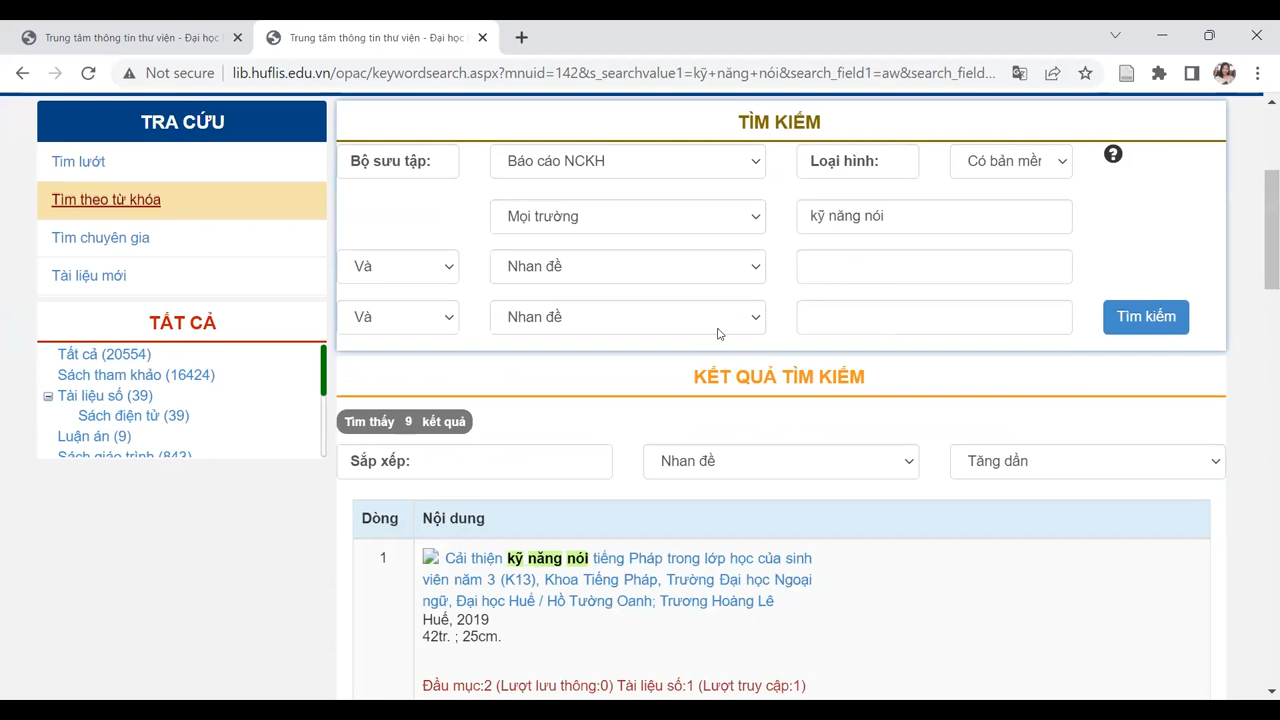 Trung tâm thông tin thư viện - Đại học
Trung tâm thông tin thư viện - Đại học
Not secure
lib.huflis.edu.vn/opac/keywordsearch.aspx?mnuid=142&s_searchvalue1=kỹ+năng+nói&search_field1=aw&search_field...
TRA CỨU
Tìm lướt
Tìm theo từ khóa
Tìm chuyên gia
Tài liệu mới
TẤT CẢ
Tất cả (20554)
Sách tham khảo (16424)
Tài liệu số (39)
Sách điện tử (39)
Luận án (9)
Sách giáo trình (843)
TÌM KIẾM
Bộ sưu tập:
Báo cáo NCKH
Loại hình:
Có bản mềm
Mọi trường
kỹ năng nói
Và
Nhan đề
Và
Nhan đề
Tìm kiếm
KẾT QUẢ TÌM KIẾM
Tìm thấy 9 kết quả
Sắp xếp:
Nhan đề
Tăng dần
Dòng
Nội dung
1
Cải thiện kỹ năng nói tiếng Pháp trong lớp học của sinh
viên năm 3 (K13), Khoa Tiếng Pháp, Trường Đại học Ngoại
ngữ, Đại học Huế / Hồ Tường Oanh; Trương Hoàng Lê
Huế, 2019
42tr. ; 25cm.
Đầu mục:2 (Lượt lưu thông:0) Tài liệu số:1 (Lượt truy cập:1)